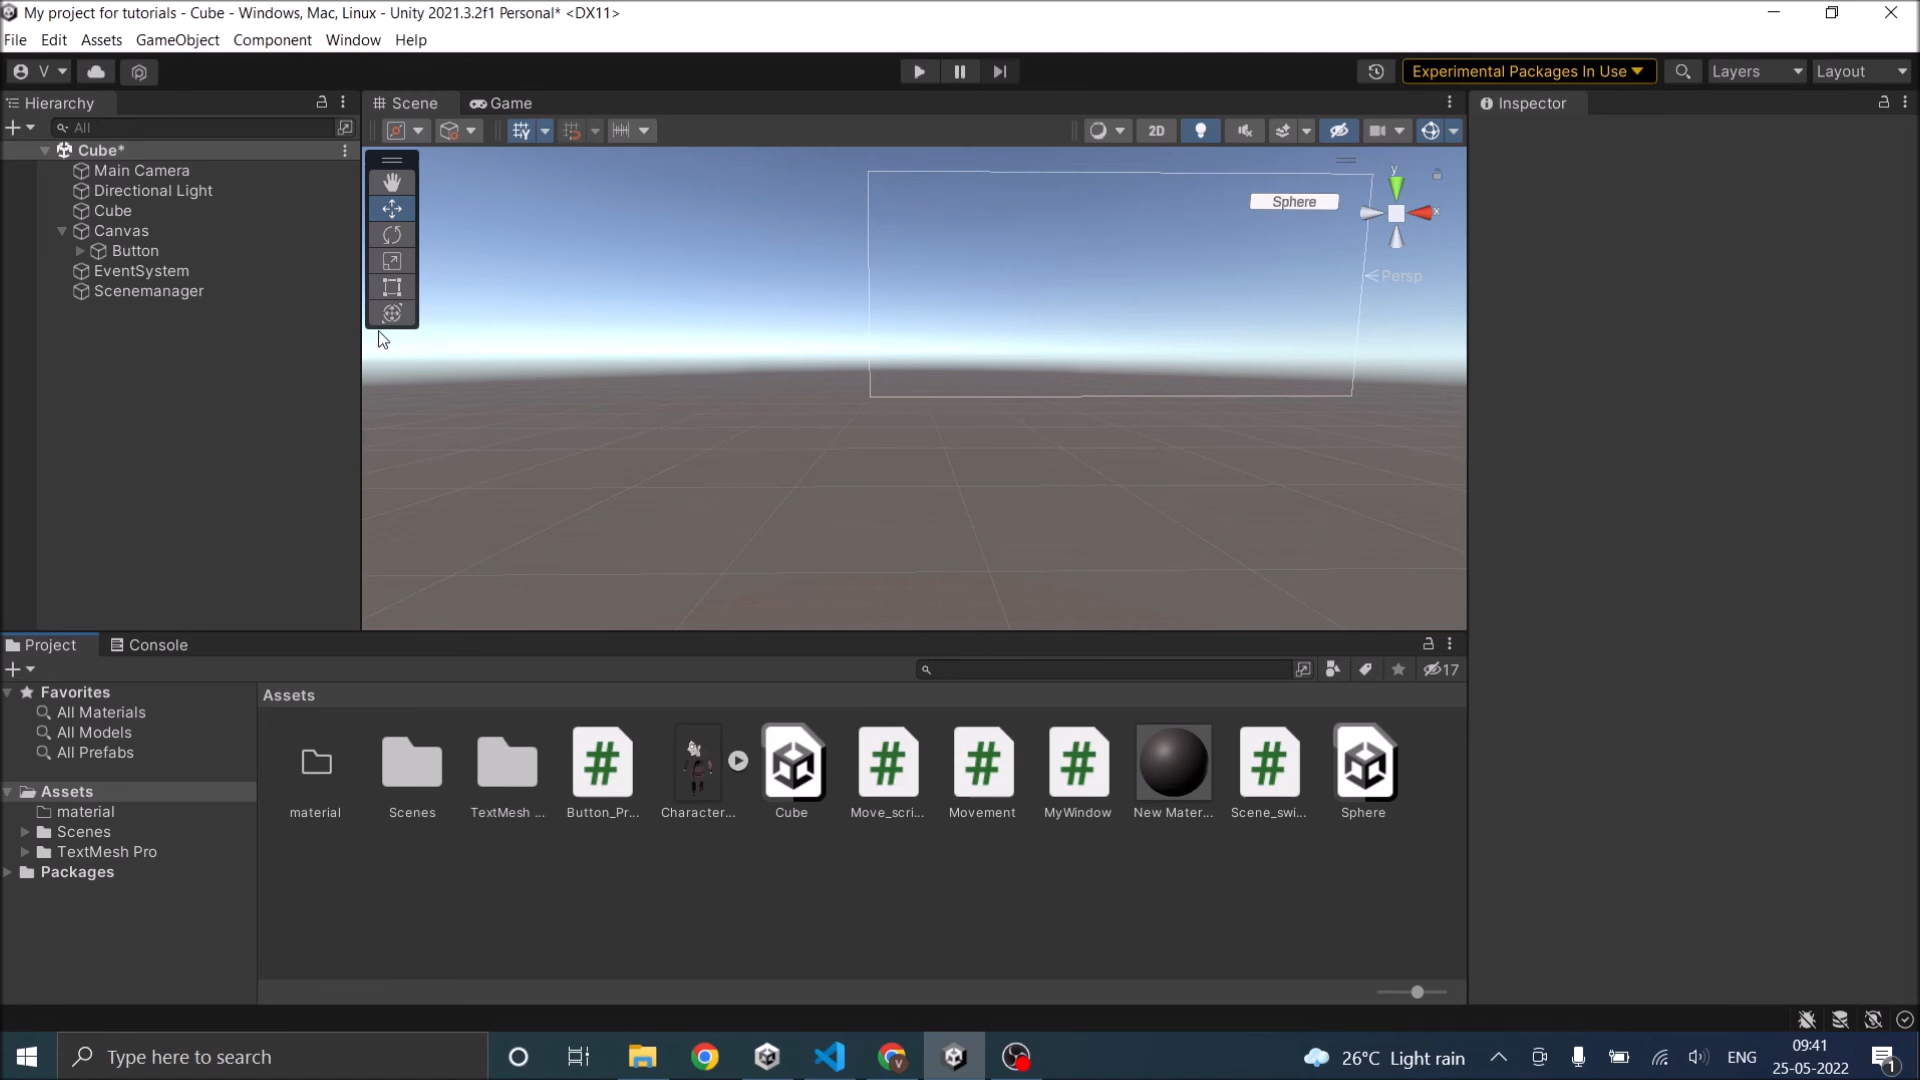 My project for tutorials - Cube - Windows, Mac, Linux - Unity 2021.3.2f1 Personal* <DX11>
File Edit Assets GameObject Component Window Help
V Experimental Packages In Use Layers Layout
Hierarchy Scene Game Inspector
All 2D
Cube*
Main Camera
Directional Light
Cube
Canvas
Button
EventSystem
Scenemanager
Sphere
y
x
Persp
Project Console
17
Favorites
All Materials
All Models
All Prefabs
Assets
material
Scenes
TextMesh Pro
Packages
Assets
material Scenes TextMesh ... Button_Pr... Character... Cube Move_scri... Movement MyWindow New Mater... Scene_swi... Sphere
Type here to search
26°C Light rain ENG
09:41
25-05-2022
1